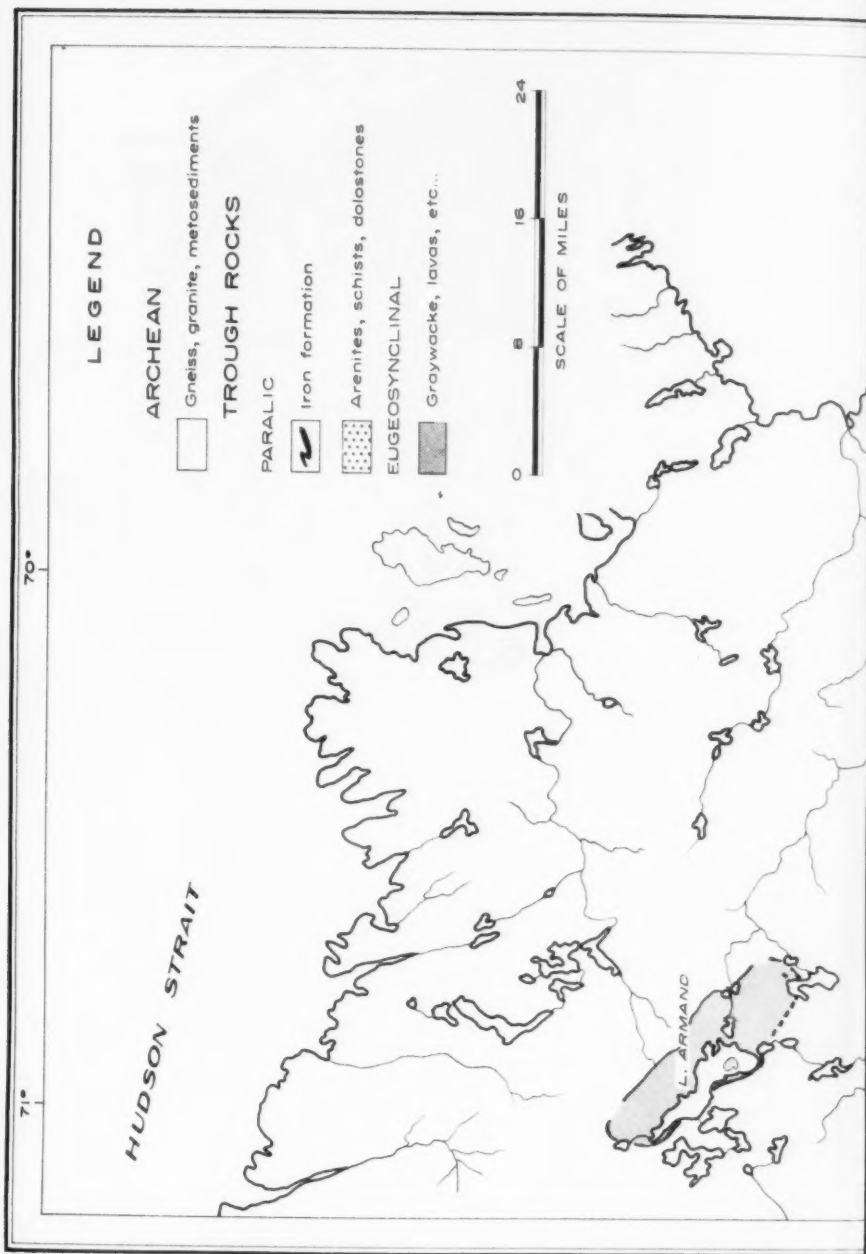 71°
70°
HUDSON STRAIT
LEGEND
ARCHEAN
Gneiss, granite, metosediments
TROUGH ROCKS
PARALIC
Iron formation
Arenites, schists, dolostones
EUGEOSYNCLINAL
Graywacke, lavas, etc...
0 8 16 24
SCALE OF MILES
L. ARMAND